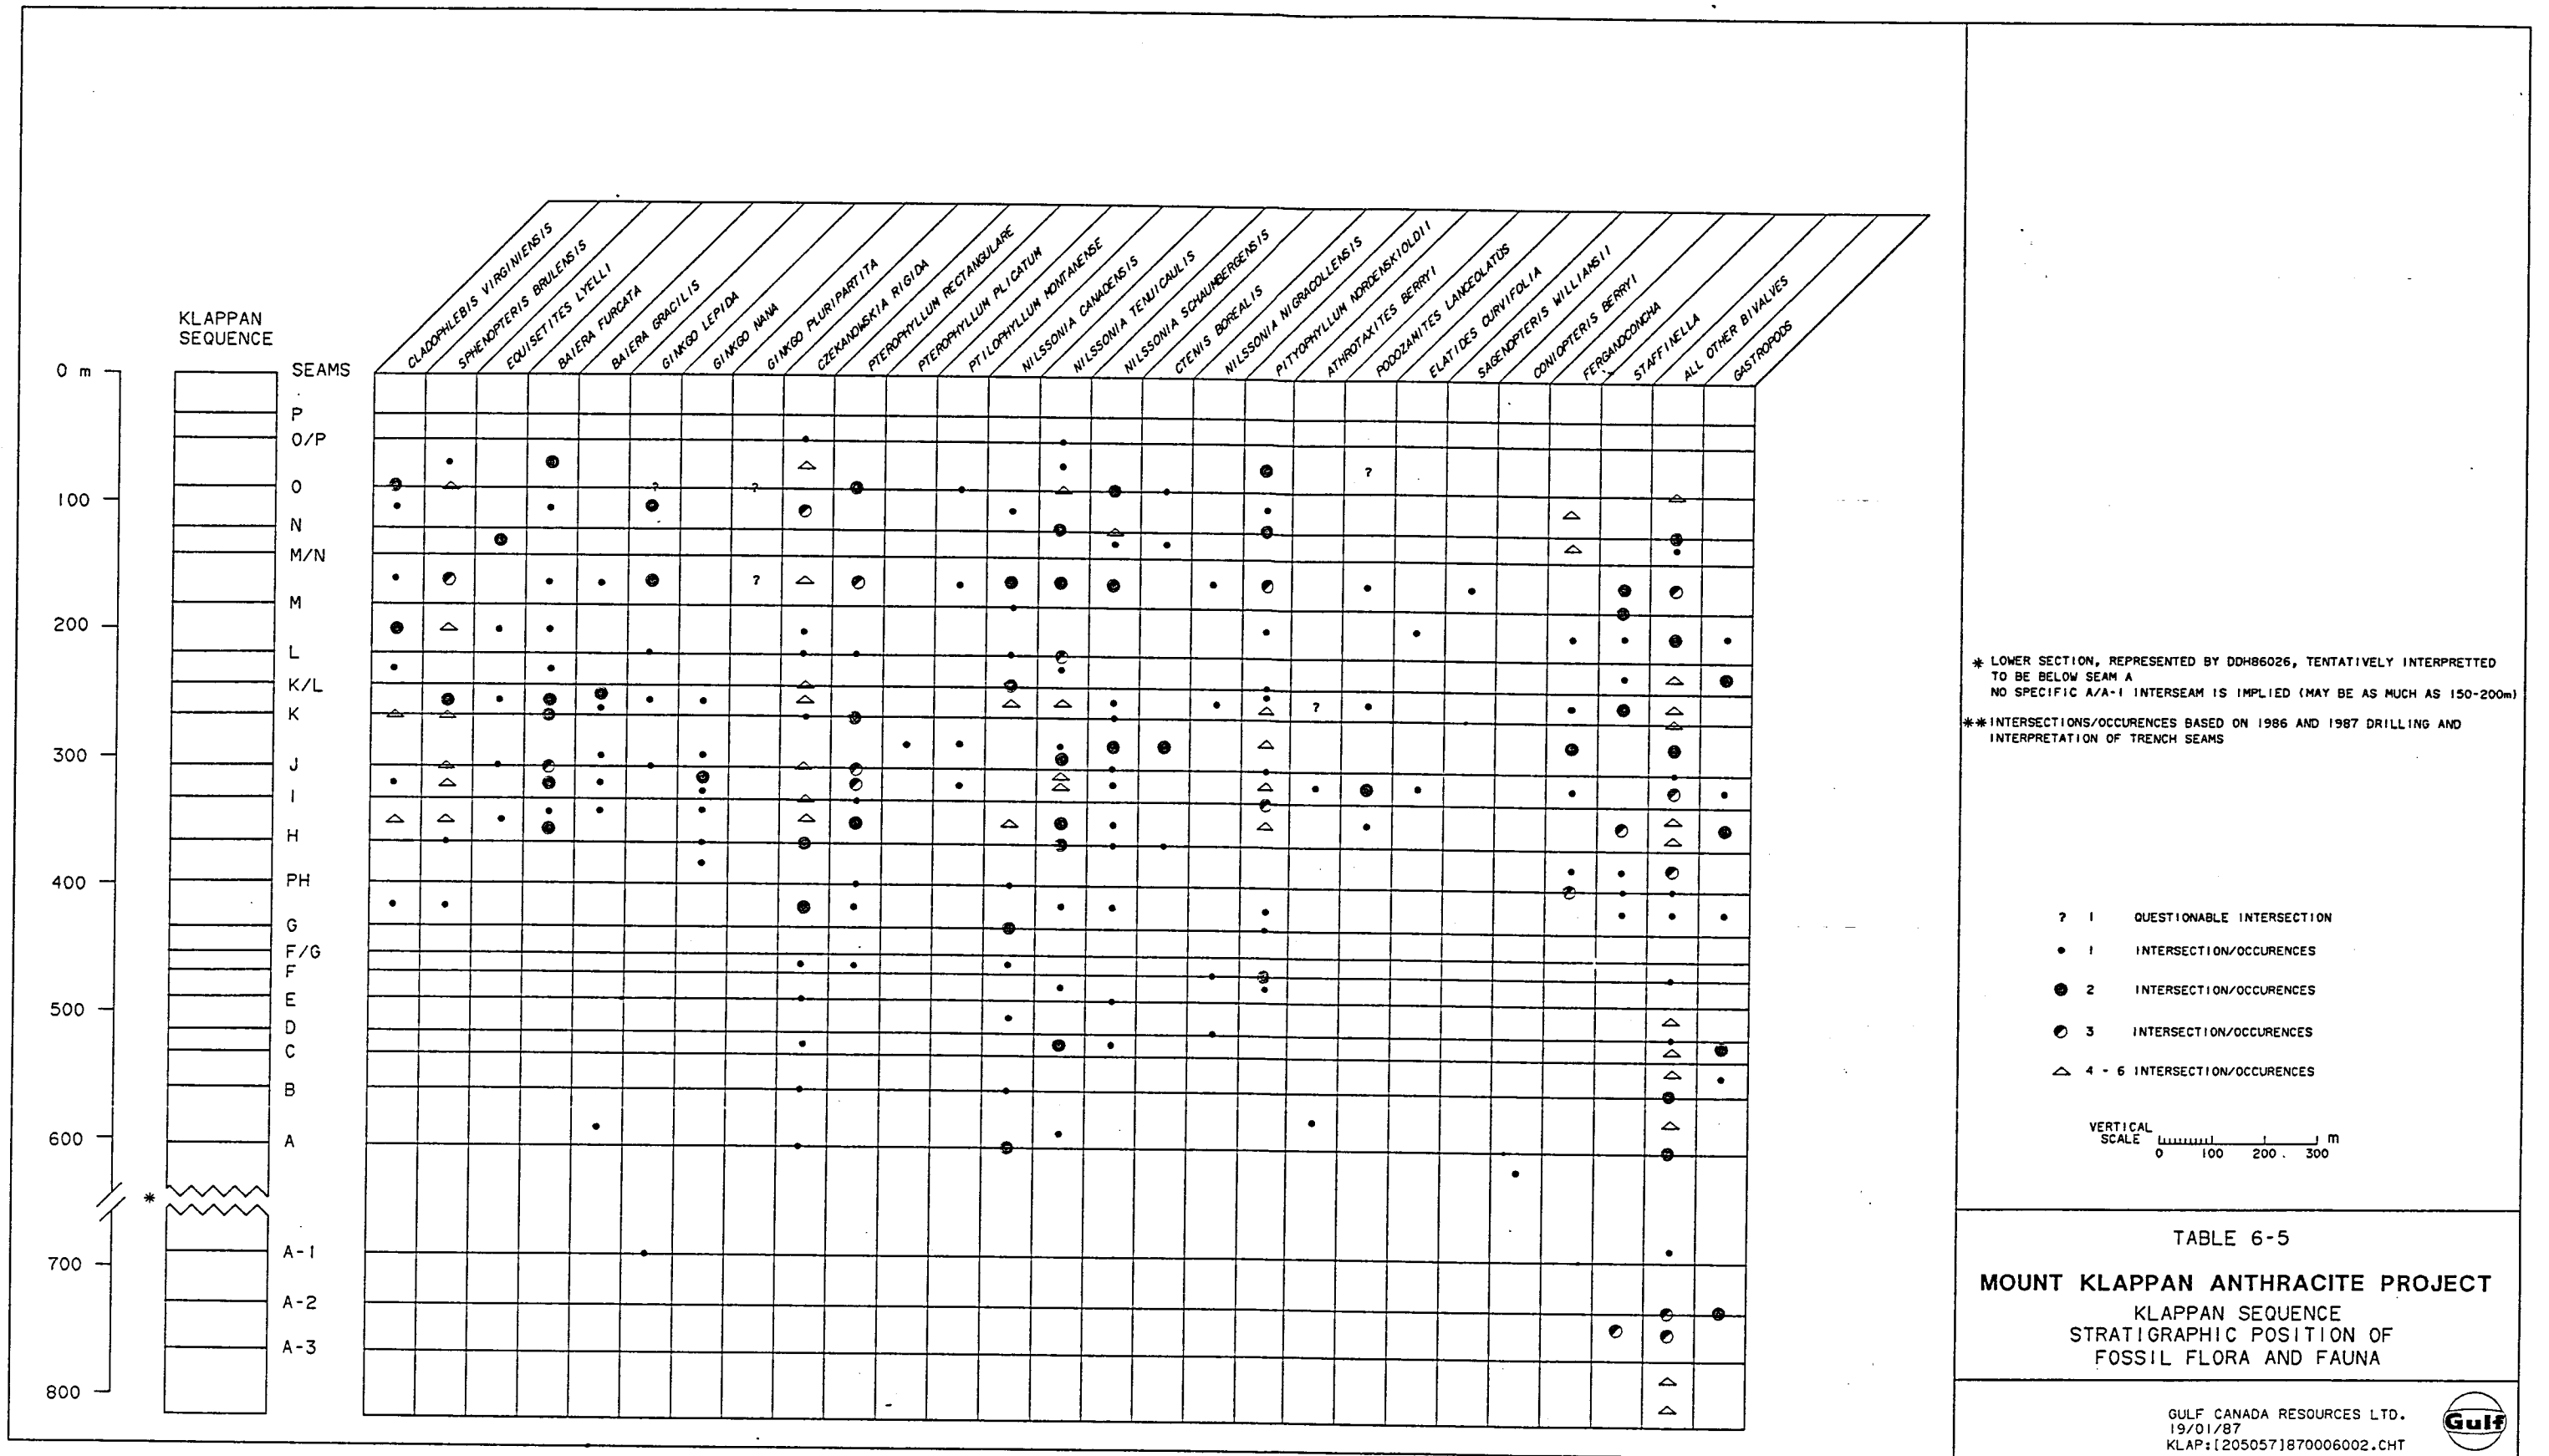 CLADOPHLEBIS VIRGINIENSIS
SPHENOPTERIS BRULENSIS
EQUISETITES LYELLI
BAIERA FURCATA
BAIERA GRACILIS
GINKGO LEPIDA
GINKGO NANA
GINKGO PLURIPARTITA
CZEKANOWSKIA RIGIDA
PTEROPHYLLUM RECTANGULARE
PTEROPHYLLUM PLICATUM
PTILOPHYLLUM MONTANENSE
NILSSONIA CANADENSIS
NILSSONIA TENUICAULIS
NILSSONIA SCHAUMBERGENSIS
CTENIS BOREALIS
NILSSONIA NIGRACOLLENSIS
PITYOPHYLLUM NORDENSKIOLDII
ATHROTAXITES BERRYI
PODOZAMITES LANCEOLATUS
ELATIDES CURVIFOLIA
SAGENOPTERIS WILLIAMSII
CONIOPTERIS BERRYI
FERGANDCONCHA
STAFFINELLA
ALL OTHER BIVALVES
GASTROPODS
KLAPPAN
SEQUENCE
SEAMS
0 m
P
O/P
?
O ? ?
100
N
M/N
?
M
200
L
K/L
K ?
300
J
I
H
400
PH
G
F/G
F
E
500
D
C
B
600
A
*
A-1
700
A-2
A-3
800
* LOWER SECTION, REPRESENTED BY DDH86026, TENTATIVELY INTERPRETTED
TO BE BELOW SEAM A
NO SPECIFIC A/A-1 INTERSEAM IS IMPLIED (MAY BE AS MUCH AS 150-200m)
** INTERSECTIONS/OCCURENCES BASED ON 1986 AND 1987 DRILLING AND
INTERPRETATION OF TRENCH SEAMS
? 1 QUESTIONABLE INTERSECTION
1 INTERSECTION/OCCURENCES
2 INTERSECTION/OCCURENCES
3 INTERSECTION/OCCURENCES
4 - 6 INTERSECTION/OCCURENCES
VERTICAL
SCALE
m
0 100 200 300
TABLE 6-5
MOUNT KLAPPAN ANTHRACITE PROJECT
KLAPPAN SEQUENCE
STRATIGRAPHIC POSITION OF
FOSSIL FLORA AND FAUNA
GULF CANADA RESOURCES LTD.
19/01/87
KLAP:[205057]870006002.CHT
Gulf